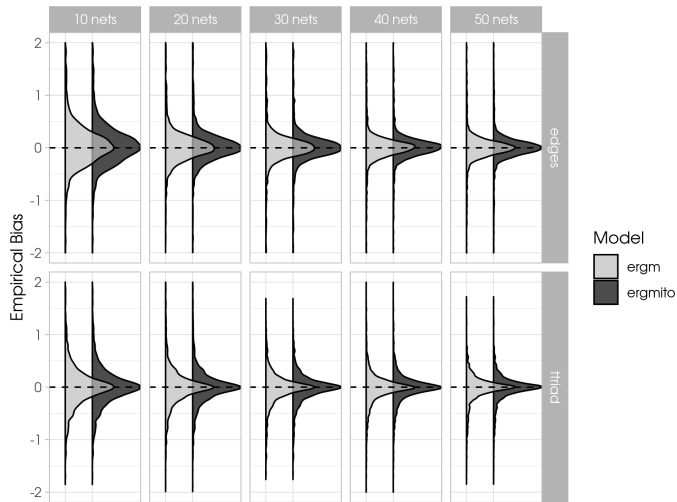 10 nets
20 nets
30 nets
40 nets
50 nets
2
1
0
-1
-2
edges
2
1
0
-1
-2
ttriad
Empirical Bias
Model
ergm
ergmito